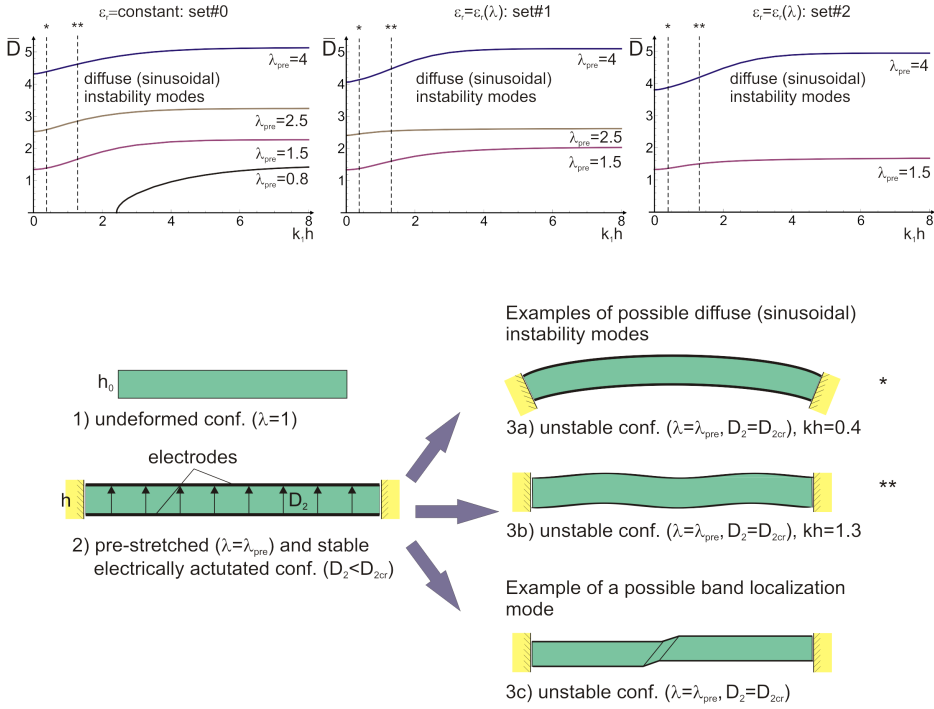 εr=constant: set#0
* **
D̅
5
4
3
2
1
0 2 4 6 8
k₁h
λpre=4
diffuse (sinusoidal)
instability modes
λpre=2.5
λpre=1.5
λpre=0.8
εr=εr(λ): set#1
* **
D̅
5
4
3
2
1
0 2 4 6 8
k₁h
λpre=4
diffuse (sinusoidal)
instability modes
λpre=2.5
λpre=1.5
εr=εr(λ): set#2
* **
D̅
5
4
3
2
1
0 2 4 6 8
k₁h
λpre=4
diffuse (sinusoidal)
instability modes
λpre=1.5
h₀
1) undeformed conf. (λ=1)
electrodes
h
D₂
2) pre-stretched (λ=λpre) and stable
electrically actutated conf. (D₂<D₂cr)
Examples of possible diffuse (sinusoidal)
instability modes
*
3a) unstable conf. (λ=λpre, D₂=D₂cr), kh=0.4
**
3b) unstable conf. (λ=λpre, D₂=D₂cr), kh=1.3
Example of a possible band localization
mode
3c) unstable conf. (λ=λpre, D₂=D₂cr)